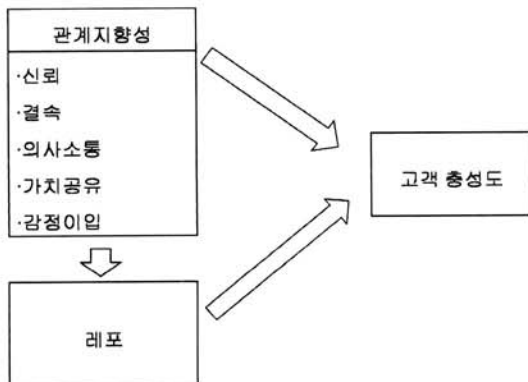 관계지향성
·신뢰
·결속
·의사소통
·가치공유
·감정이입
고객 충성도
레포